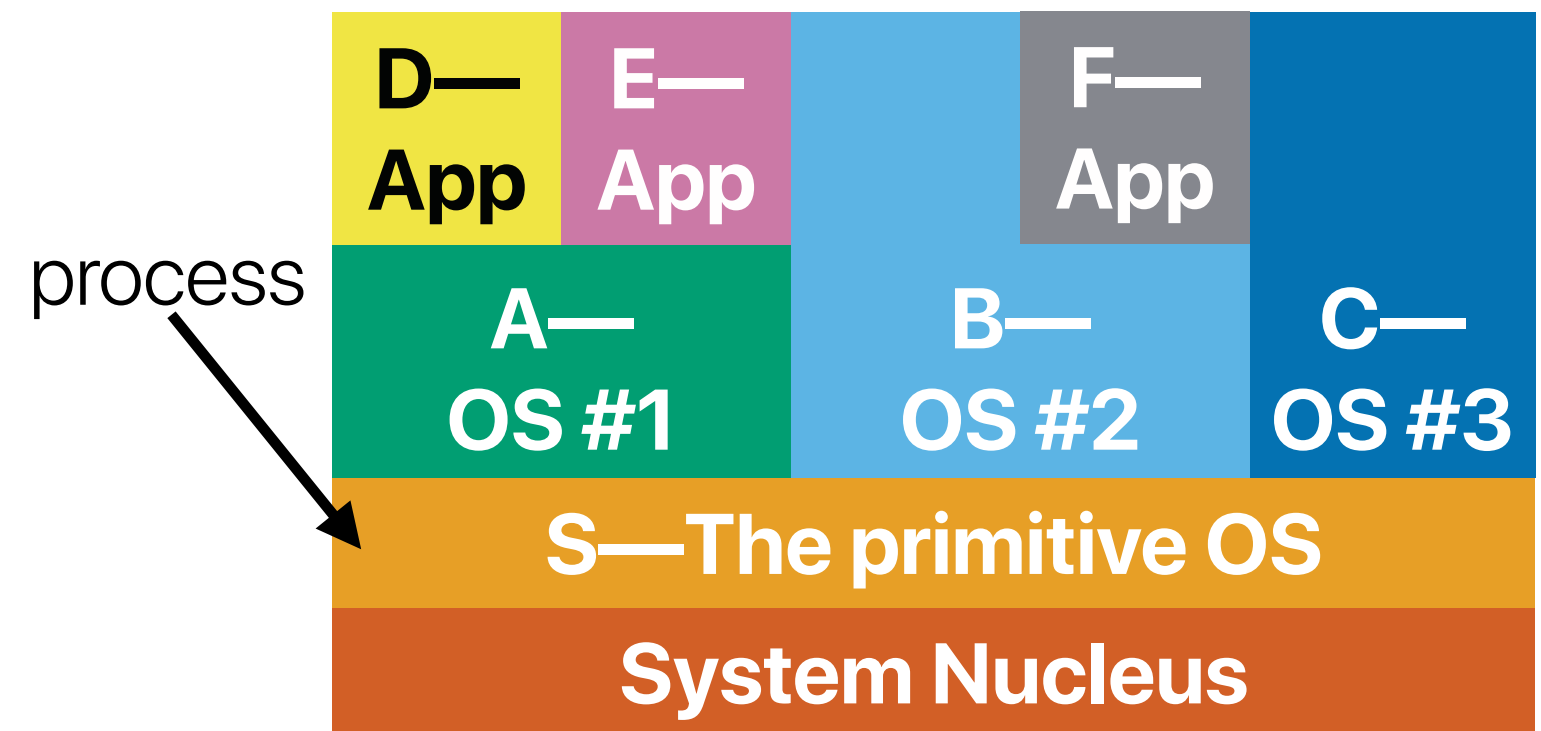 D—
App
E—
App
F—
App
process
A—
OS #1
B—
OS #2
C—
OS #3
S—The primitive OS
System Nucleus